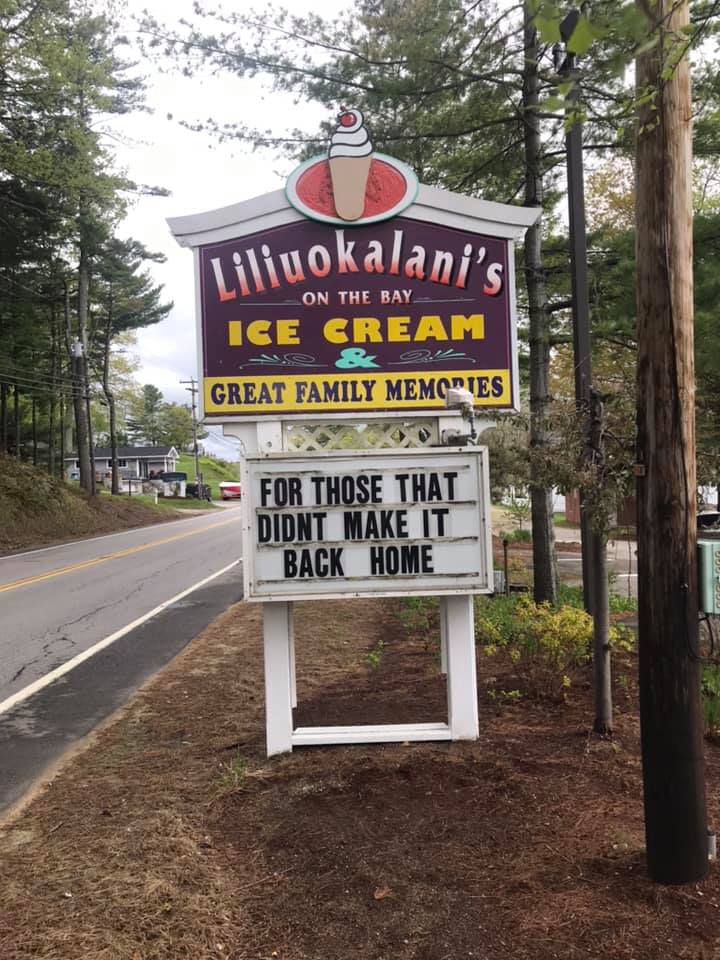 Liliuokalani's
ON THE BAY
ICE CREAM
&
GREAT FAMILY MEMORIES
FOR THOSE THAT
DIDNT MAKE IT
BACK HOME